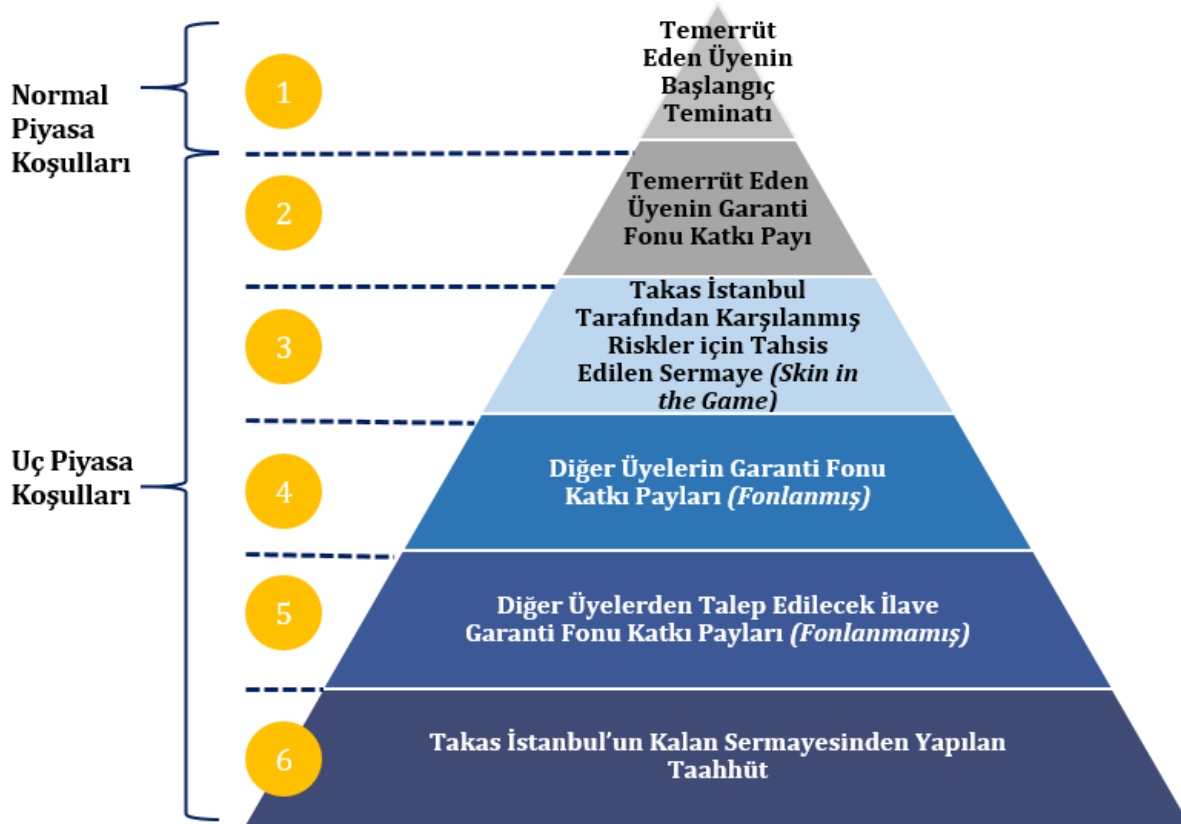 Normal
Piyasa
Koşulları
Uç Piyasa
Koşulları
1
Temerrüt
Eden Üyenin
Başlangıç
Teminatı
2
Temerrüt Eden
Üyenin Garanti
Fonu Katkı Payı
3
Takas İstanbul
Tarafından Karşılanmış
Riskler için Tahsis
Edilen Sermaye (Skin in
the Game)
4
Diğer Üyelerin Garanti Fonu
Katkı Payları (Fonlanmış)
5
Diğer Üyelerden Talep Edilecek İlave
Garanti Fonu Katkı Payları (Fonlanmamış)
6
Takas İstanbul’un Kalan Sermayesinden Yapılan
Taahhüt